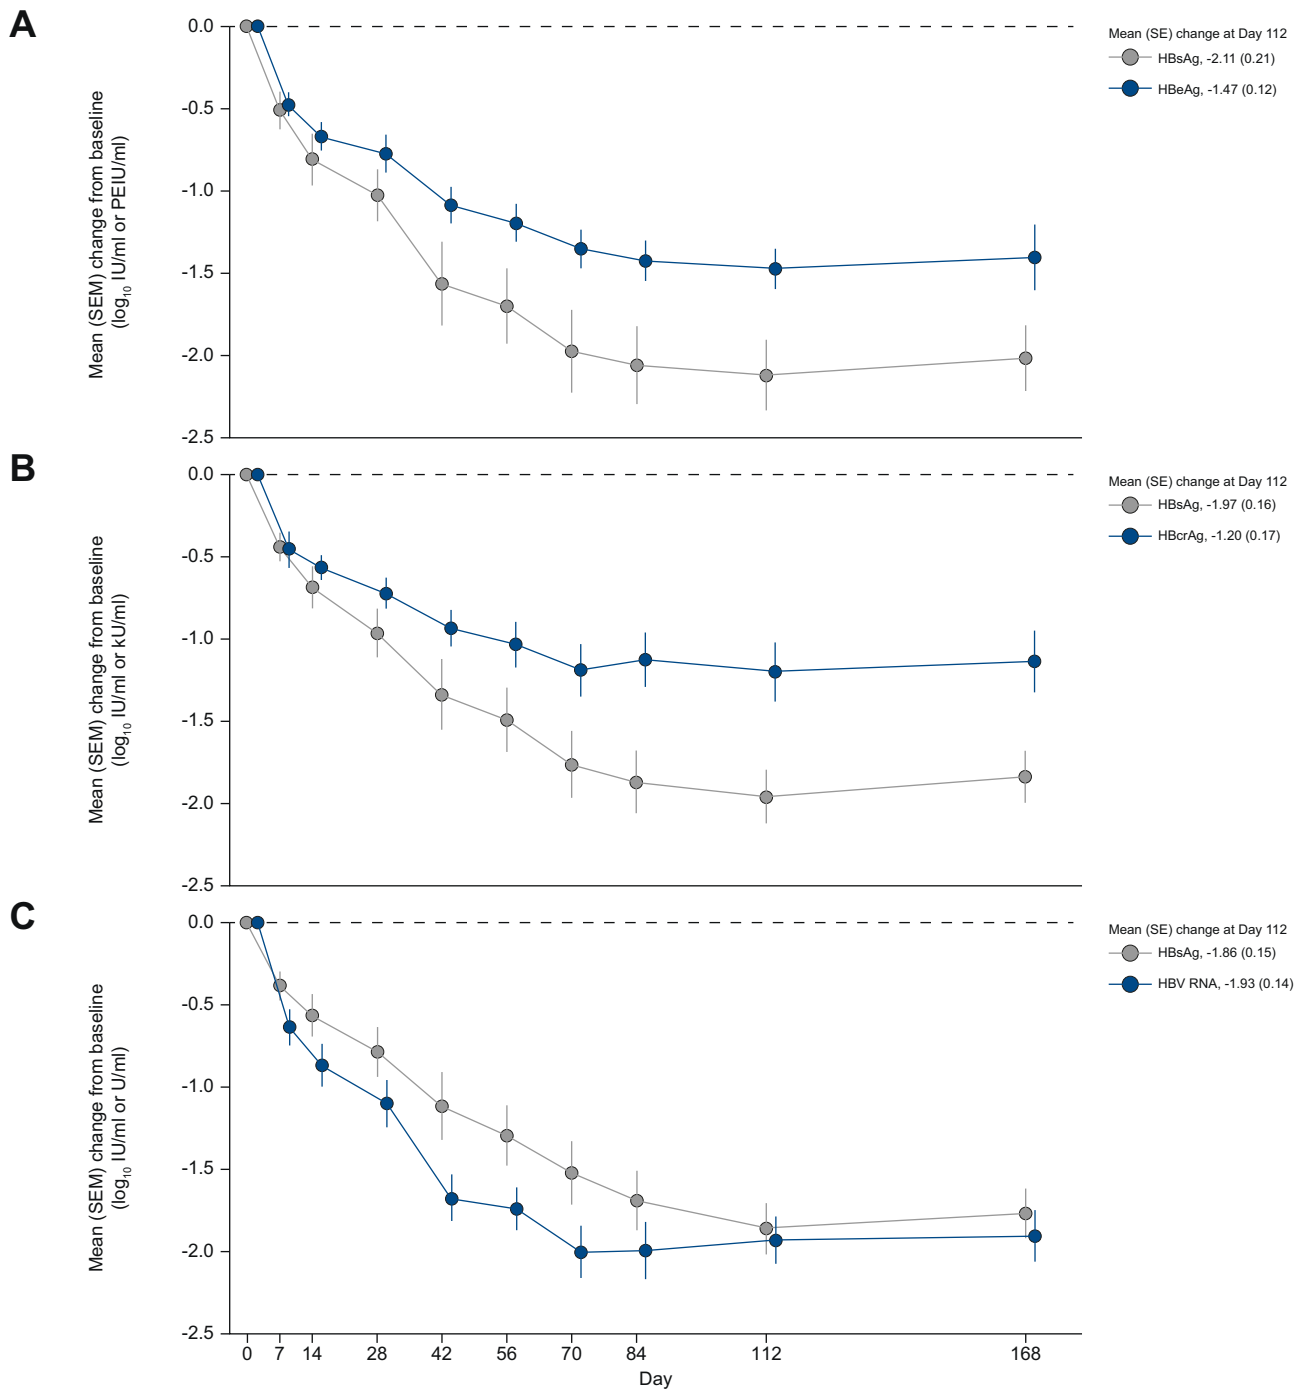 A
Mean (SEM) change from baseline
(log10 IU/ml or PEIU/ml)
0.0
-0.5
-1.0
-1.5
-2.0
-2.5
Mean (SE) change at Day 112
HBsAg, -2.11 (0.21)
HBeAg, -1.47 (0.12)
B
Mean (SEM) change from baseline
(log10 IU/ml or kU/ml)
0.0
-0.5
-1.0
-1.5
-2.0
-2.5
Mean (SE) change at Day 112
HBsAg, -1.97 (0.16)
HBcrAg, -1.20 (0.17)
C
Mean (SEM) change from baseline
(log10 IU/ml or U/ml)
0.0
-0.5
-1.0
-1.5
-2.0
-2.5
Mean (SE) change at Day 112
HBsAg, -1.86 (0.15)
HBV RNA, -1.93 (0.14)
0 7 14 28 42 56 70 84 112 168
Day